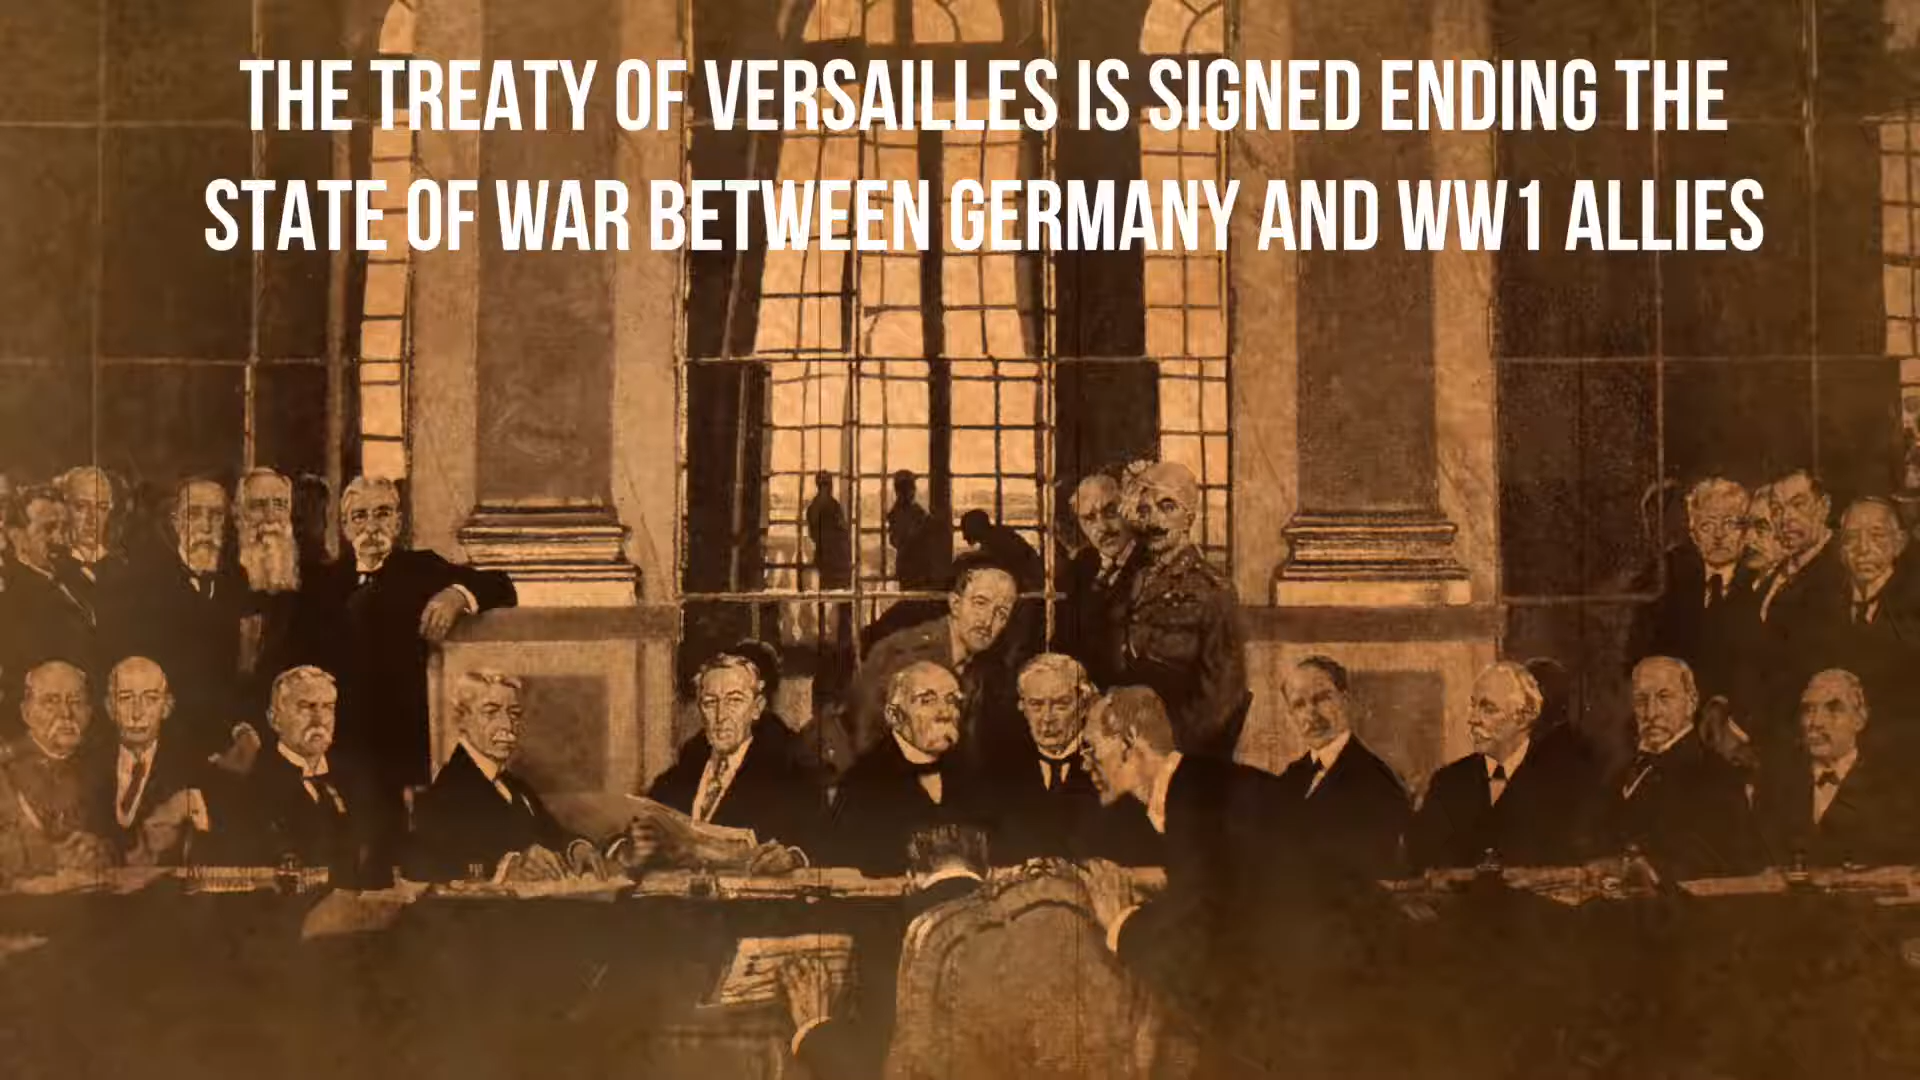 THE TREATY OF VERSAILLES IS SIGNED ENDING THE
STATE OF WAR BETWEEN GERMANY AND WW1 ALLIES